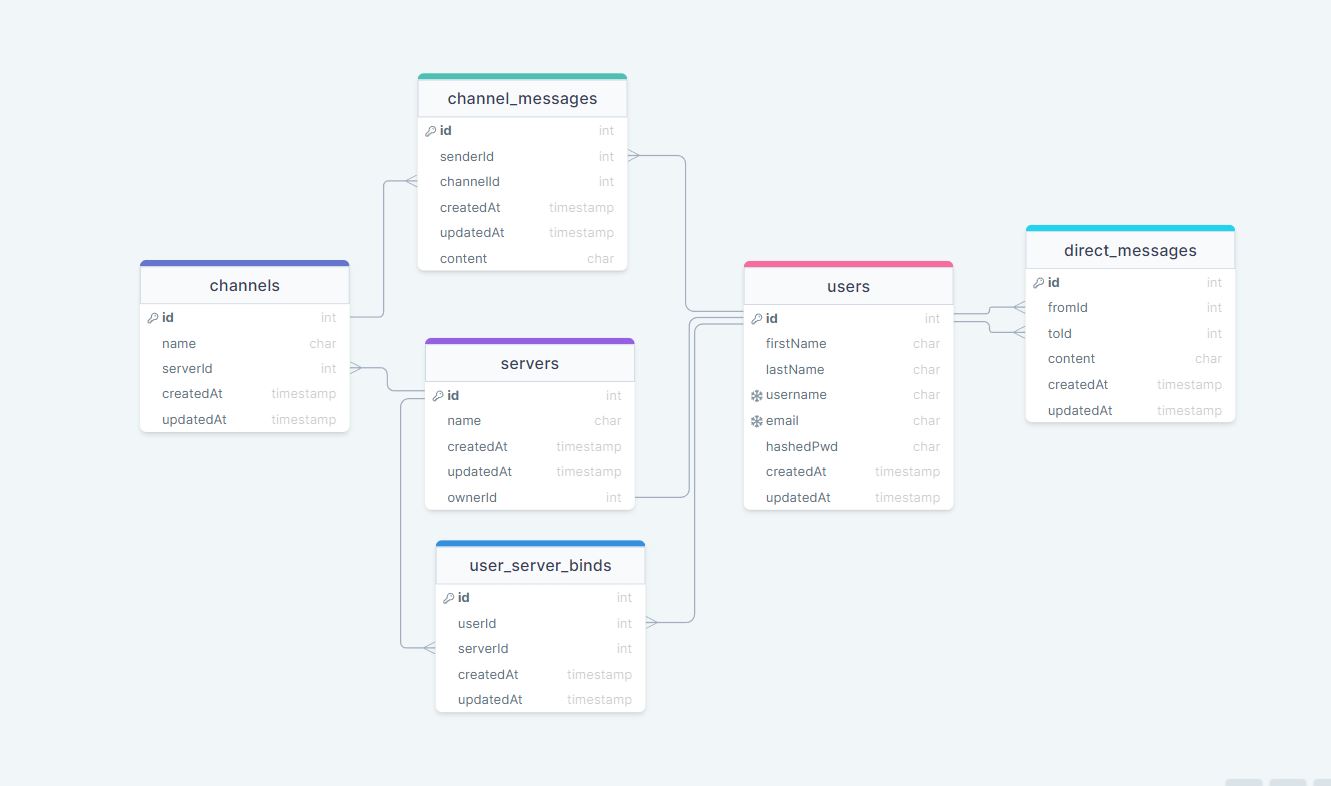 channel_messages
id int
senderId int
channelId int
createdAt timestamp
updatedAt timestamp
content char
channels
id int
name char
serverId int
createdAt timestamp
updatedAt timestamp
servers
id int
name char
createdAt timestamp
updatedAt timestamp
ownerId int
user_server_binds
id int
userId int
serverId int
createdAt timestamp
updatedAt timestamp
users
id int
firstName char
lastName char
username char
email char
hashedPwd char
createdAt timestamp
updatedAt timestamp
direct_messages
id int
fromId int
toId int
content char
createdAt timestamp
updatedAt timestamp